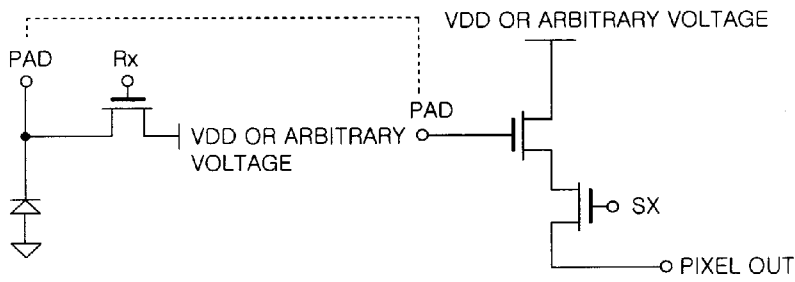 VDD OR ARBITRARY VOLTAGE
PAD
Rx
PAD
VDD OR ARBITRARY
VOLTAGE
SX
PIXEL OUT